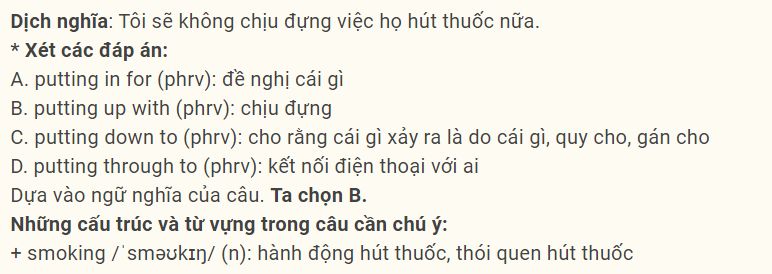 Dịch nghĩa: Tôi sẽ không chịu đựng việc họ hút thuốc nữa.
* Xét các đáp án:
A. putting in for (phrv): đề nghị cái gì
B. putting up with (phrv): chịu đựng
C. putting down to (phrv): cho rằng cái gì xảy ra là do cái gì, quy cho, gán cho
D. putting through to (phrv): kết nối điện thoại với ai
Dựa vào ngữ nghĩa của câu. Ta chọn B.
Những cấu trúc và từ vựng trong câu cần chú ý:
+ smoking /ˈsməʊkɪŋ/ (n): hành động hút thuốc, thói quen hút thuốc